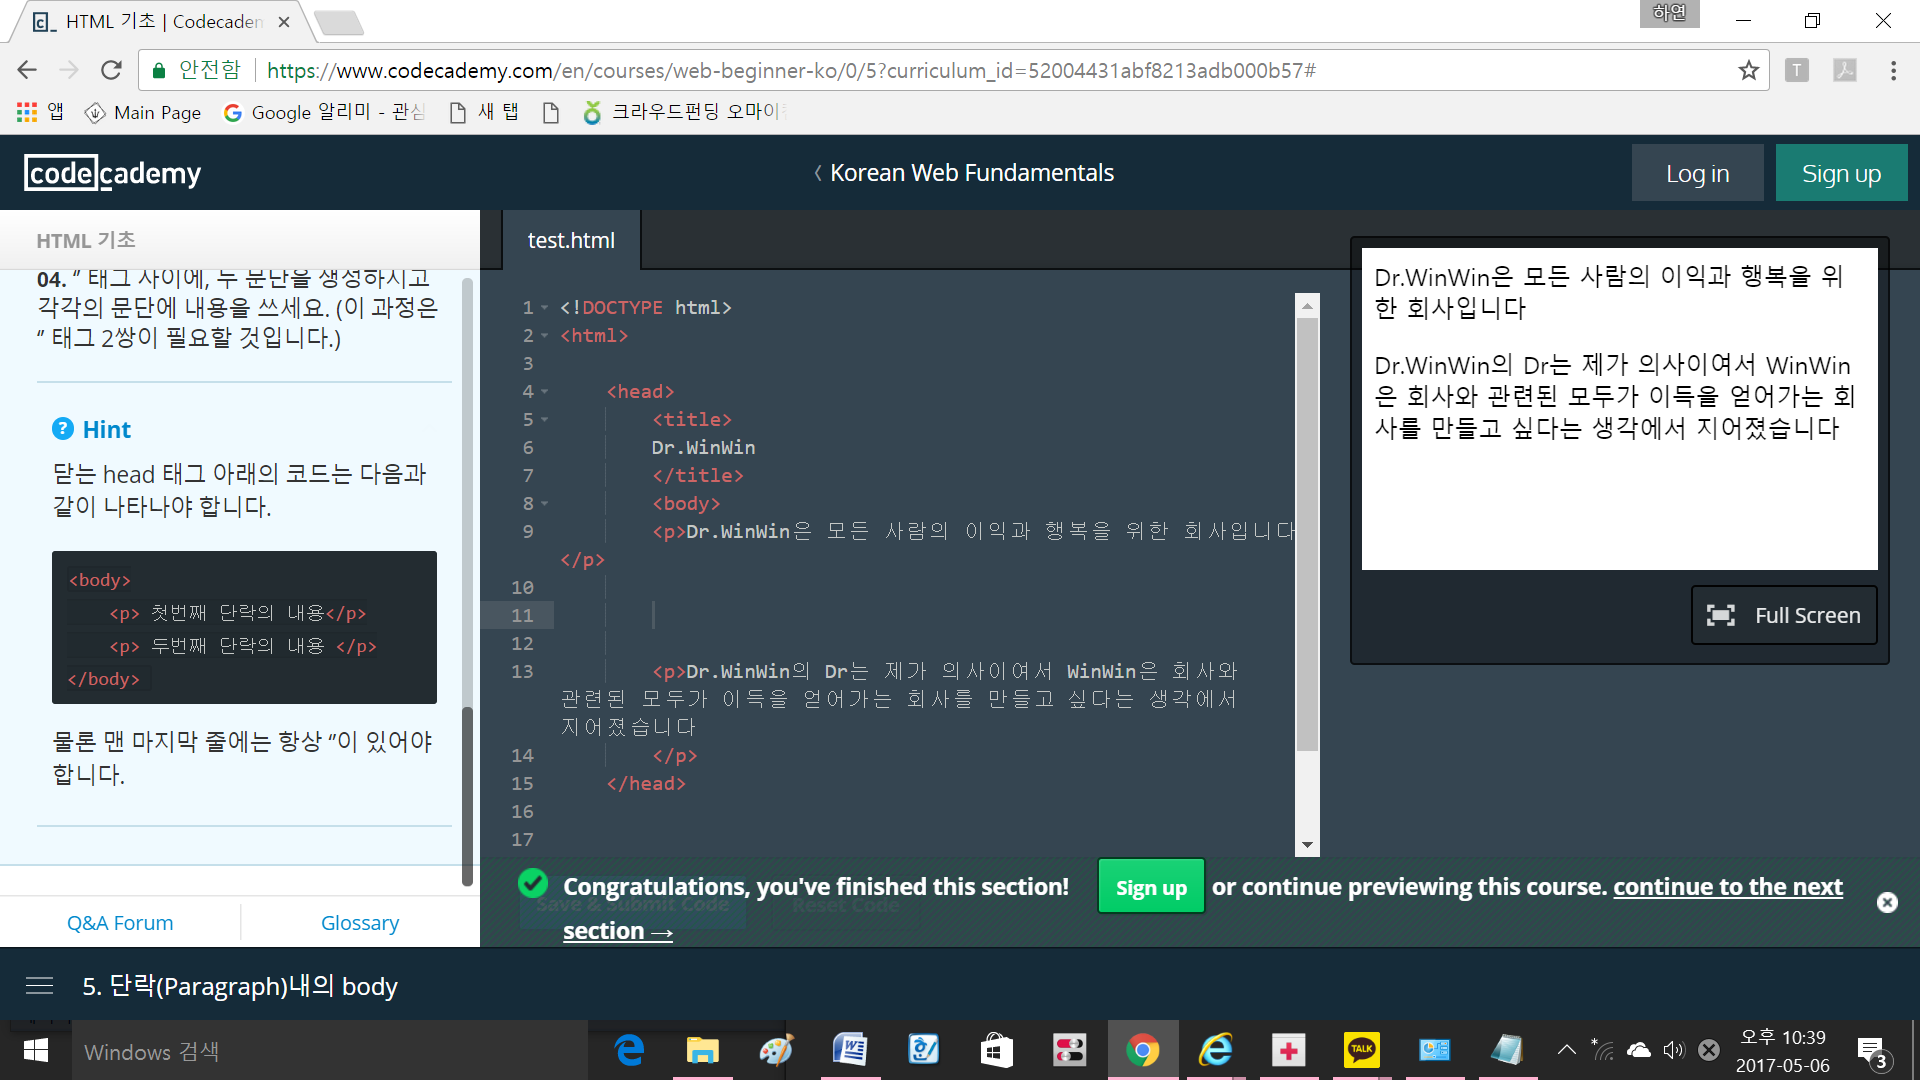 HTML 기초 | Codecadem
하연
안전함
https://www.codecademy.com/en/courses/web-beginner-ko/0/5?curriculum_id=52004431abf8213adb000b57#
앱
Main Page
Google 알리미 - 관심
새 탭
크라우드펀딩 오마이
codecademy
Korean Web Fundamentals
Log in
Sign up
HTML 기초
04. “ 태그 사이에, 두 문단을 생성하시고
각각의 문단에 내용을 쓰세요. (이 과정은
“ 태그 2쌍이 필요할 것입니다.)
? Hint
닫는 head 태그 아래의 코드는 다음과
같이 나타나야 합니다.
<body>
<p> 첫번째 단락의 내용</p>
<p> 두번째 단락의 내용 </p>
</body>
물론 맨 마지막 줄에는 항상 “이 있어야
합니다.
Q&A Forum
Glossary
test.html
1 <!DOCTYPE html>
2 <html>
3
4 <head>
5 <title>
6 Dr.WinWin
7 </title>
8 <body>
9 <p>Dr.WinWin은 모든 사람의 이익과 행복을 위한 회사입니다
</p>
10
11
12
13 <p>Dr.WinWin의 Dr는 제가 의사이여서 WinWin은 회사와
관련된 모두가 이득을 얻어가는 회사를 만들고 싶다는 생각에서
지어졌습니다
14 </p>
15 </head>
16
17
Dr.WinWin은 모든 사람의 이익과 행복을 위
한 회사입니다
Dr.WinWin의 Dr는 제가 의사이여서 WinWin
은 회사와 관련된 모두가 이득을 얻어가는 회
사를 만들고 싶다는 생각에서 지어졌습니다
Full Screen
Congratulations, you've finished this section! Sign up or continue previewing this course. continue to the next
section →
Save & Submit Code
Reset Code
5. 단락(Paragraph)내의 body
Windows 검색
TALK
오후 10:39
2017-05-06
3